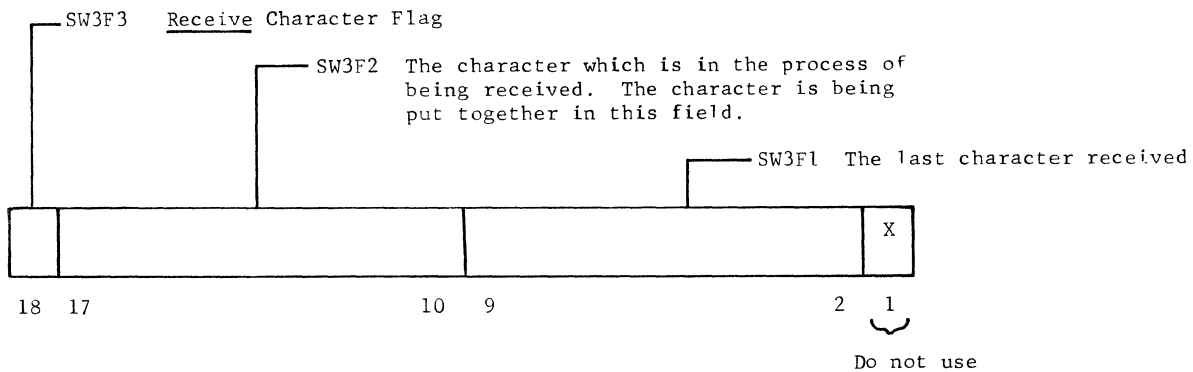 SW3F3 Receive Character Flag
SW3F2 The character which is in the process of
being received. The character is being
put together in this field.
SW3F1 The last character received
X
18 17 10 9 2 1
Do not use